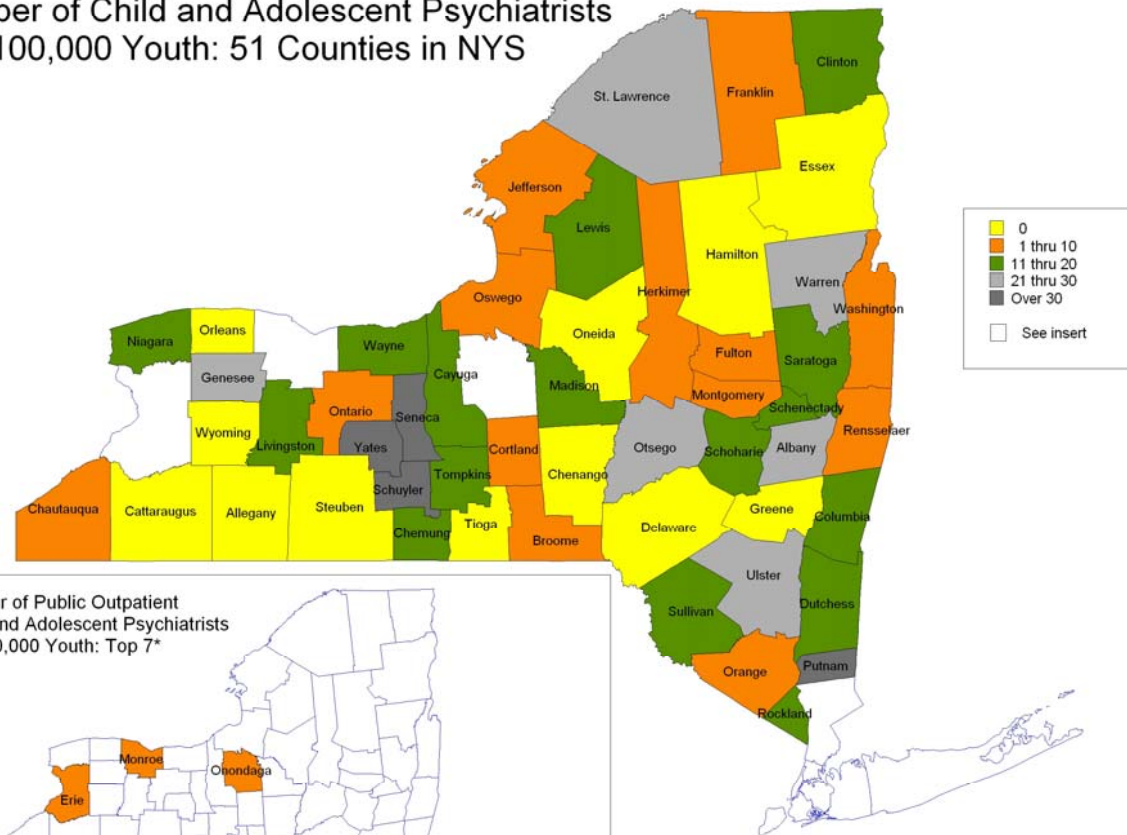 ber of Child and Adolescent Psychiatrists
100,000 Youth: 51 Counties in NYS
Clinton
Franklin
St. Lawrence
Essex
Jefferson
Lewis
Hamilton
Warren
Herkimer
Oswego
Washington
Oneida
Orleans
Niagara
Wayne
Fulton
Saratoga
Cayuga
Genesee
Madison
Montgomery
Schenectady
Ontario
Seneca
Rensselaer
Wyoming
Livingston
Yates
Cortland
Otsego
Schoharie
Albany
Tompkins
Chenango
Schuyler
Chautauqua
Cattaraugus
Allegany
Steuben
Greene
Columbia
Tioga
Delaware
Chemung
Broome
Ulster
Sullivan
Dutchess
Orange
Putnam
Rockland
0
1 thru 10
11 thru 20
21 thru 30
Over 30
See insert
r of Public Outpatient
nd Adolescent Psychiatrists
0,000 Youth: Top 7*
Monroe
Onondaga
Erie